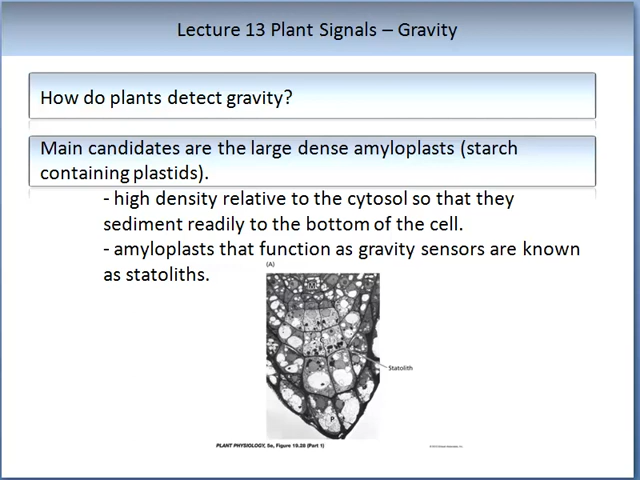 Lecture 13 Plant Signals – Gravity
How do plants detect gravity?
Main candidates are the large dense amyloplasts (starch
containing plastids).
- high density relative to the cytosol so that they
sediment readily to the bottom of the cell.
- amyloplasts that function as gravity sensors are known
as statoliths.
(A)
M
Statolith
P
PLANT PHYSIOLOGY, 5e, Figure 19.28 (Part 1)